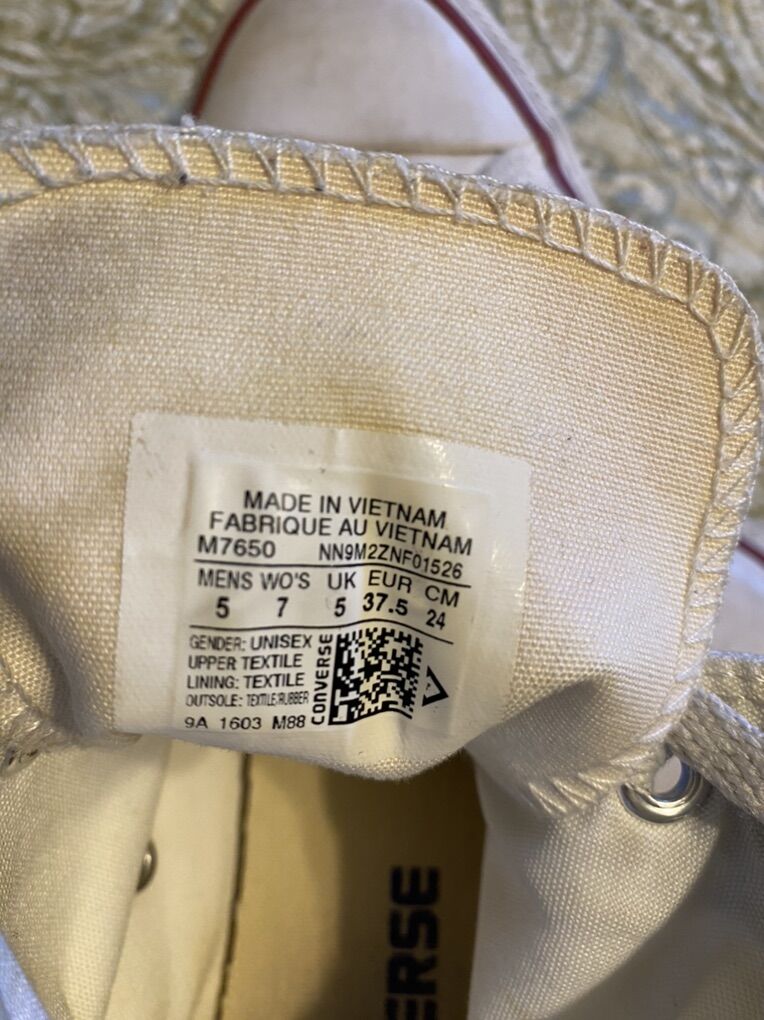 MADE IN VIETNAM
FABRIQUE AU VIETNAM
M7650 NN9M2ZNF01526
MENS WO'S UK EUR CM
5 7 5 37.5 24
GENDER: UNISEX
UPPER TEXTILE
LINING: TEXTILE
OUTSOLE: TEXTILE/RUBBER
9A 1603 M88
CONVERSE
ERSE